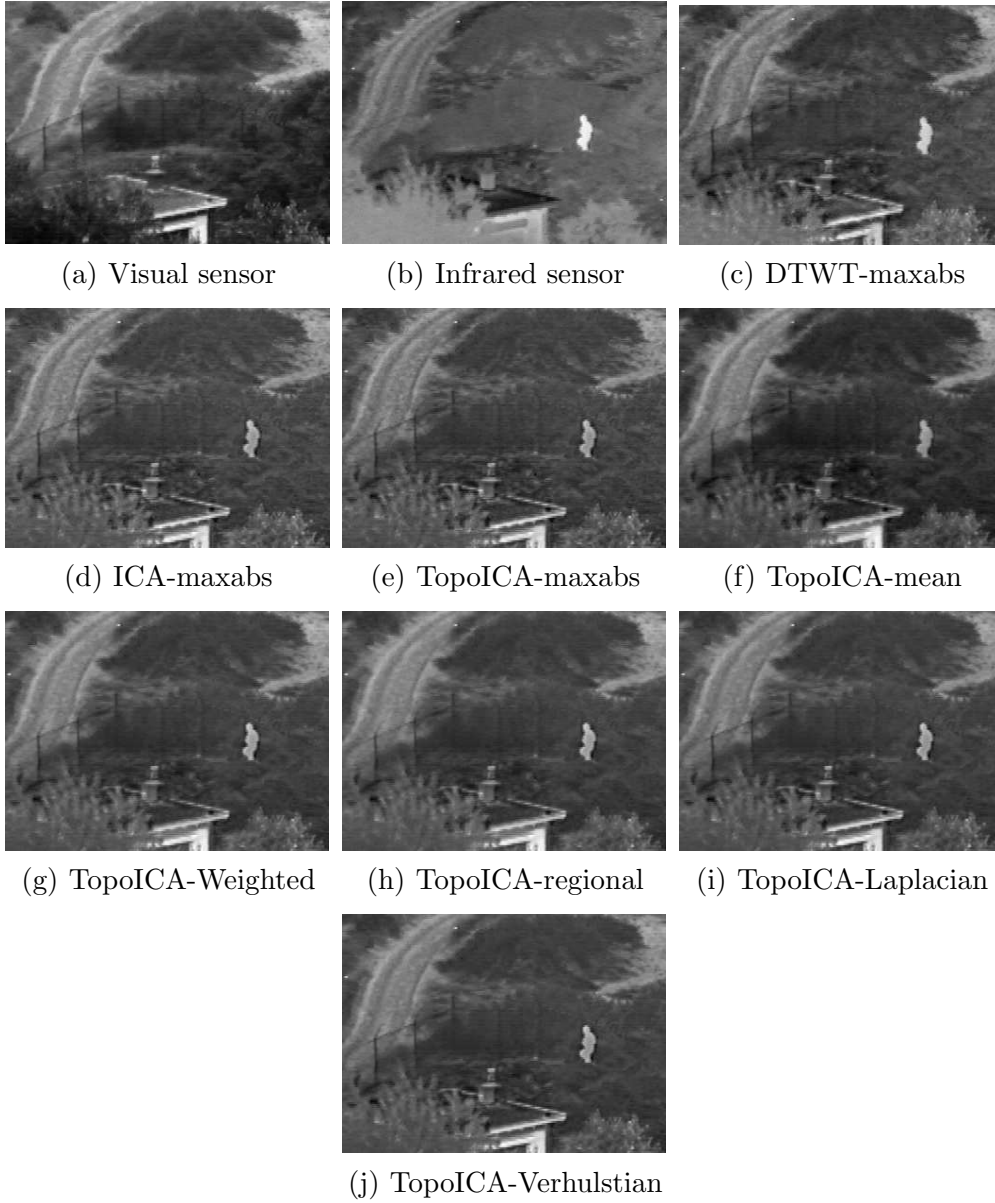 (a) Visual sensor
(b) Infrared sensor
(c) DTWT-maxabs
(d) ICA-maxabs
(e) TopoICA-maxabs
(f) TopoICA-mean
(g) TopoICA-Weighted
(h) TopoICA-regional
(i) TopoICA-Laplacian
(j) TopoICA-Verhulstian